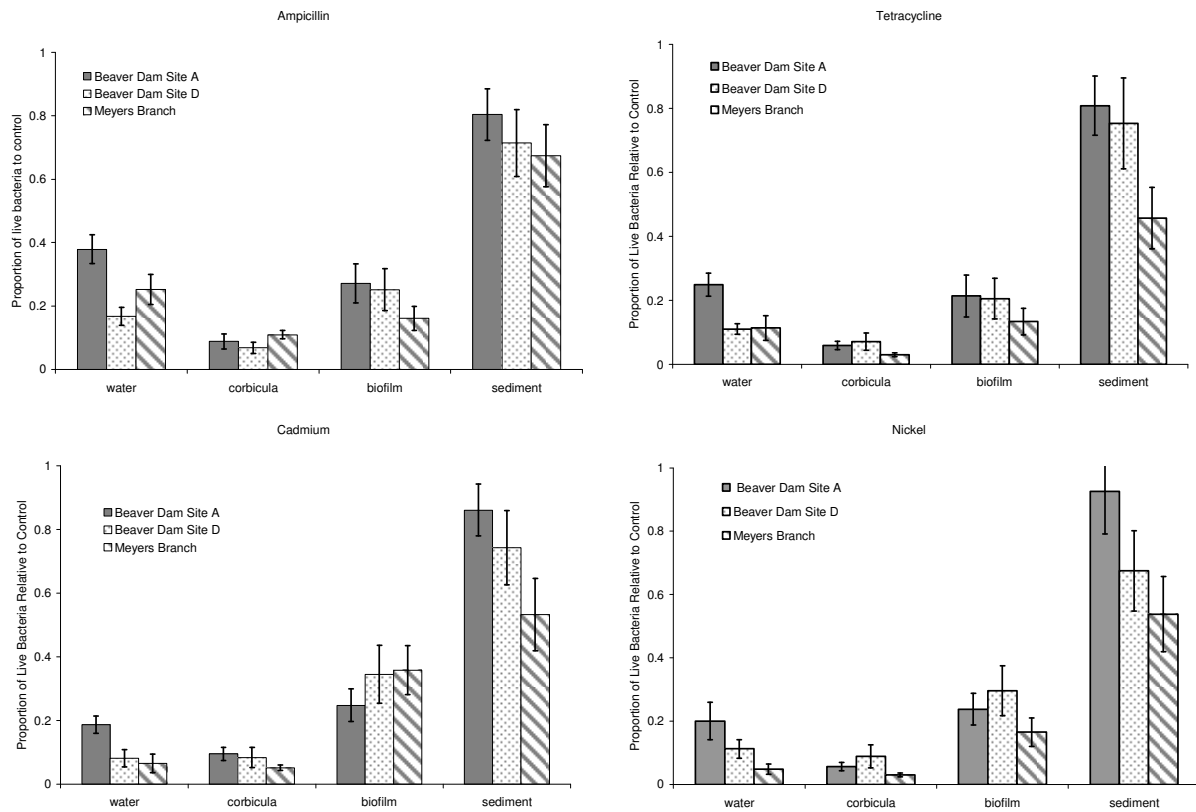 Ampicillin
Proportion of live bacteria to control
1
0.8
0.6
0.4
0.2
0
Beaver Dam Site A
Beaver Dam Site D
Meyers Branch
water corbicula biofilm sediment
Tetracycline
Proportion of Live Bacteria Relative to Control
1
0.8
0.6
0.4
0.2
0
Beaver Dam Site A
Beaver Dam Site D
Meyers Branch
water corbicula biofilm sediment
Cadmium
Proportion of Live Bacteria Relative to Control
1
0.8
0.6
0.4
0.2
0
Beaver Dam Site A
Beaver Dam Site D
Meyers Branch
water corbicula biofilm sediment
Nickel
Proportion of Live Bacteria Relative to Control
1
0.8
0.6
0.4
0.2
0
Beaver Dam Site A
Beaver Dam Site D
Meyers Branch
water corbicula biofilm sediment